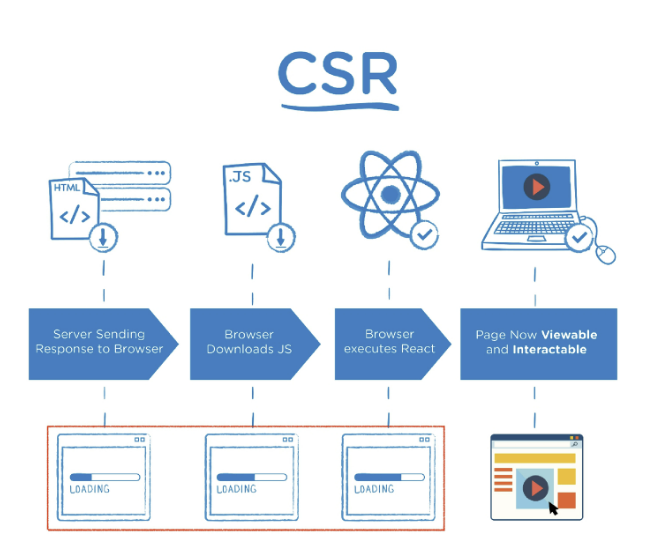 CSR
HTML
</>
.JS
</>
Server Sending
Response to Browser
Browser
Downloads JS
Browser
executes React
Page Now Viewable
and Interactable
LOADING
LOADING
LOADING